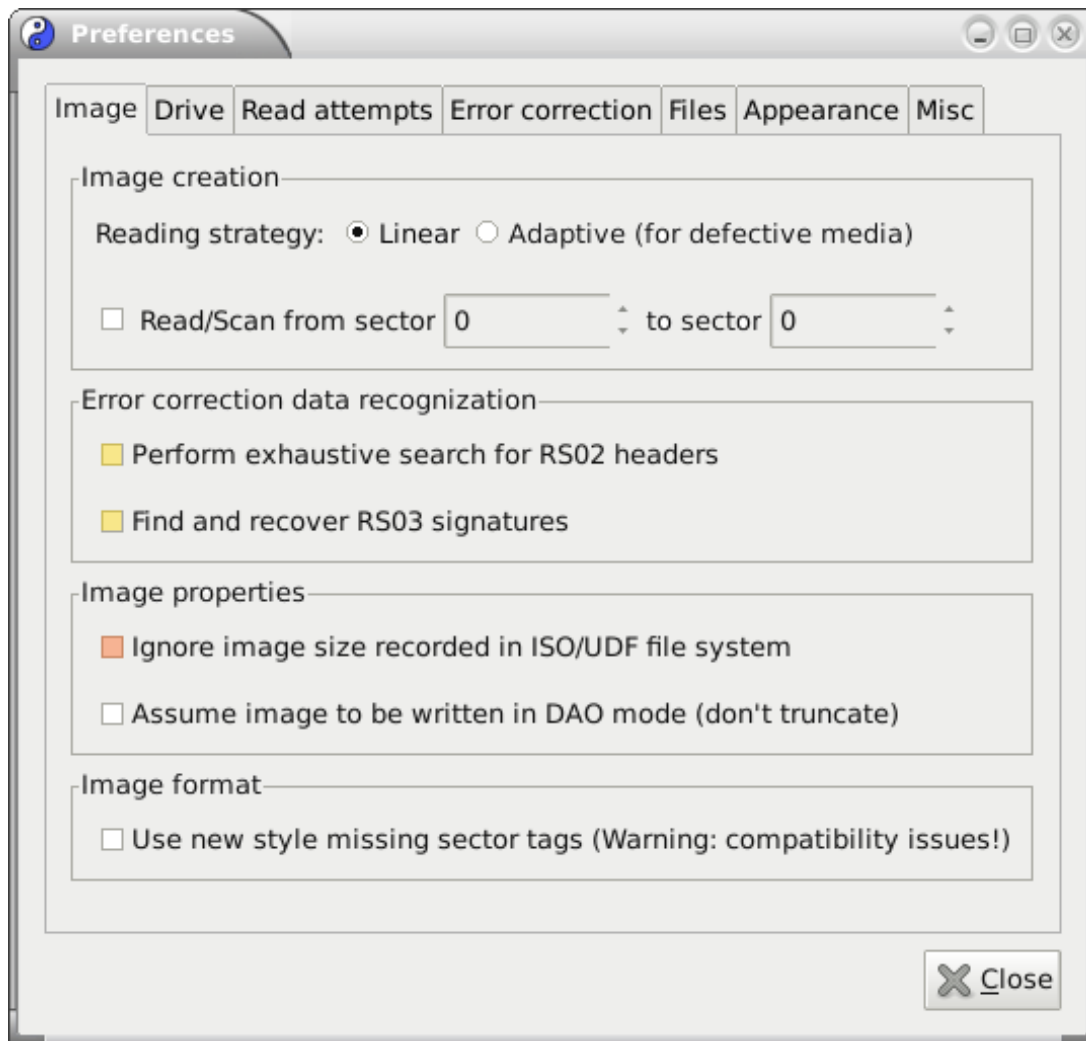 Preferences
Image Drive Read attempts Error correction Files Appearance Misc
Image creation
Reading strategy: Linear Adaptive (for defective media)
Read/Scan from sector 0 to sector 0
Error correction data recognization
Perform exhaustive search for RS02 headers
Find and recover RS03 signatures
Image properties
Ignore image size recorded in ISO/UDF file system
Assume image to be written in DAO mode (don't truncate)
Image format
Use new style missing sector tags (Warning: compatibility issues!)
Close